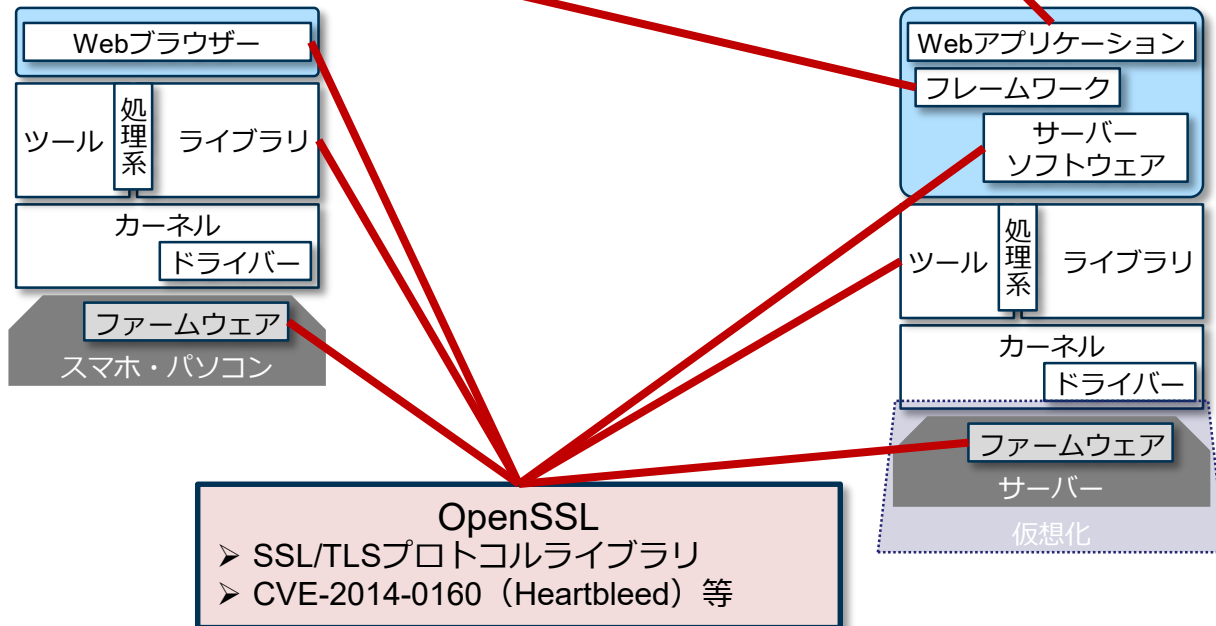 Webブラウザー
ツール
処理系
ライブラリ
カーネル
ドライバー
ファームウェア
スマホ・パソコン
Webアプリケーション
フレームワーク
サーバー
ソフトウェア
ツール
処理系
ライブラリ
カーネル
ドライバー
ファームウェア
サーバー
仮想化
OpenSSL
➢ SSL/TLSプロトコルライブラリ
➢ CVE-2014-0160（Heartbleed）等